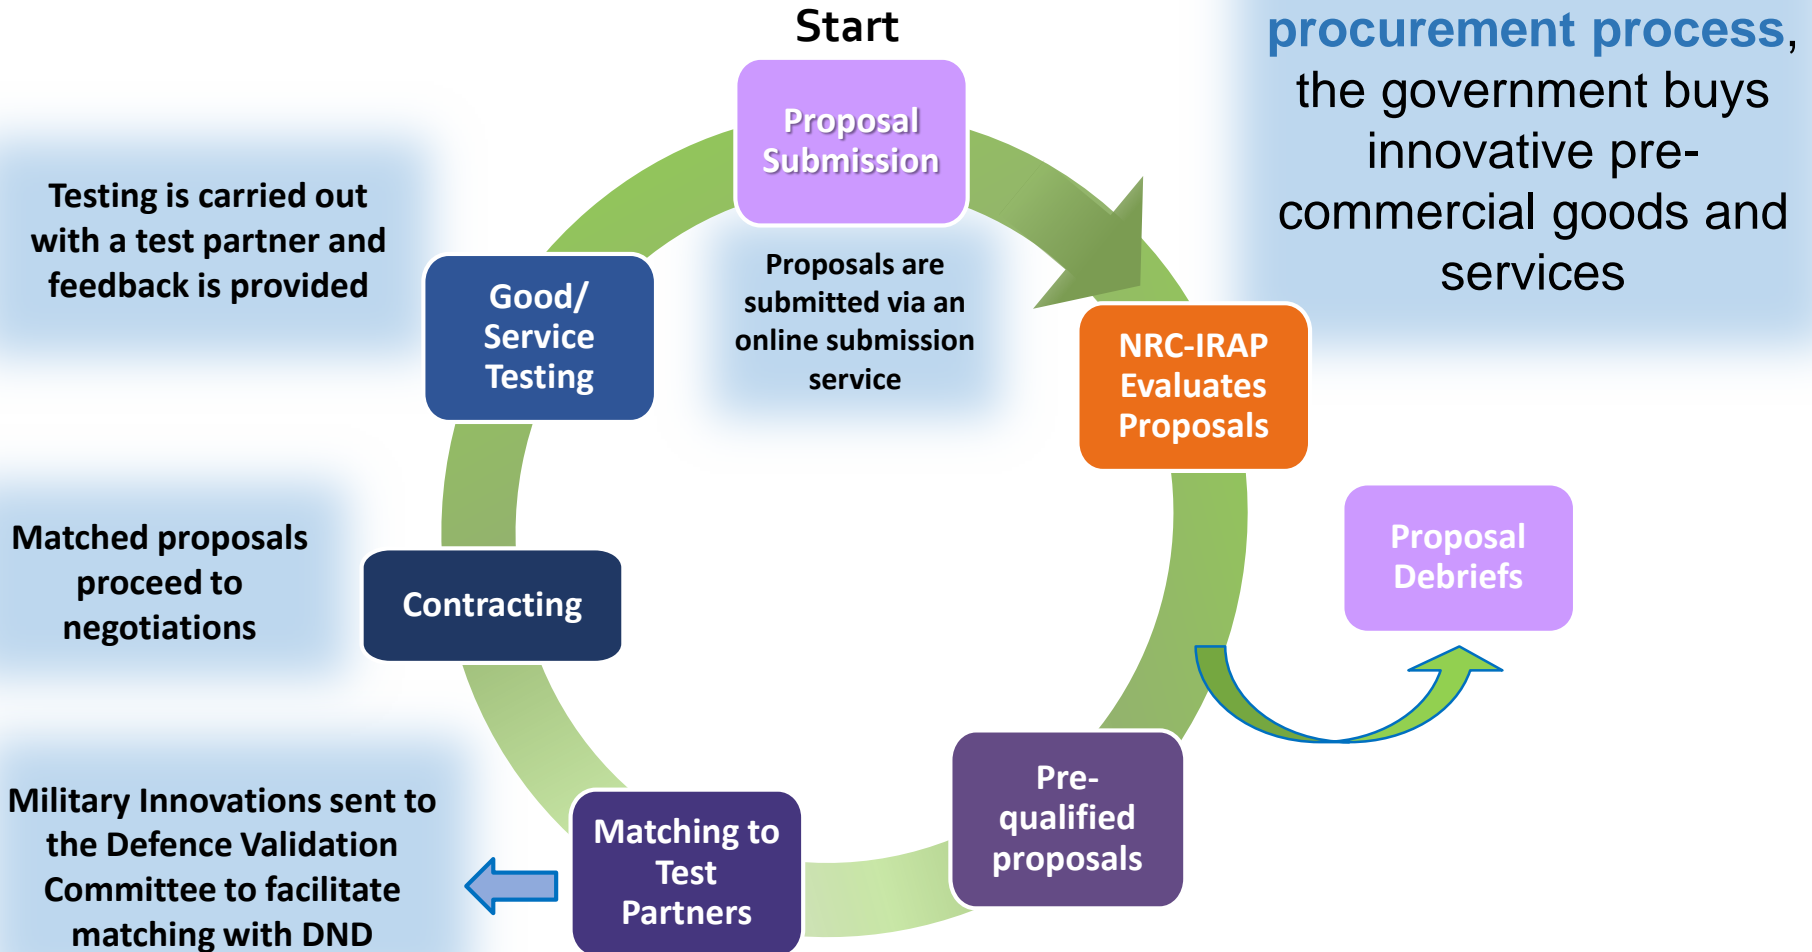 Start
procurement process,
the government buys
innovative pre-
commercial goods and
services
Proposal
Submission
Proposals are
submitted via an
online submission
service
NRC-IRAP
Evaluates
Proposals
Proposal
Debriefs
Pre-
qualified
proposals
Matching to
Test
Partners
Military Innovations sent to
the Defence Validation
Committee to facilitate
matching with DND
Contracting
Matched proposals
proceed to
negotiations
Good/
Service
Testing
Testing is carried out
with a test partner and
feedback is provided